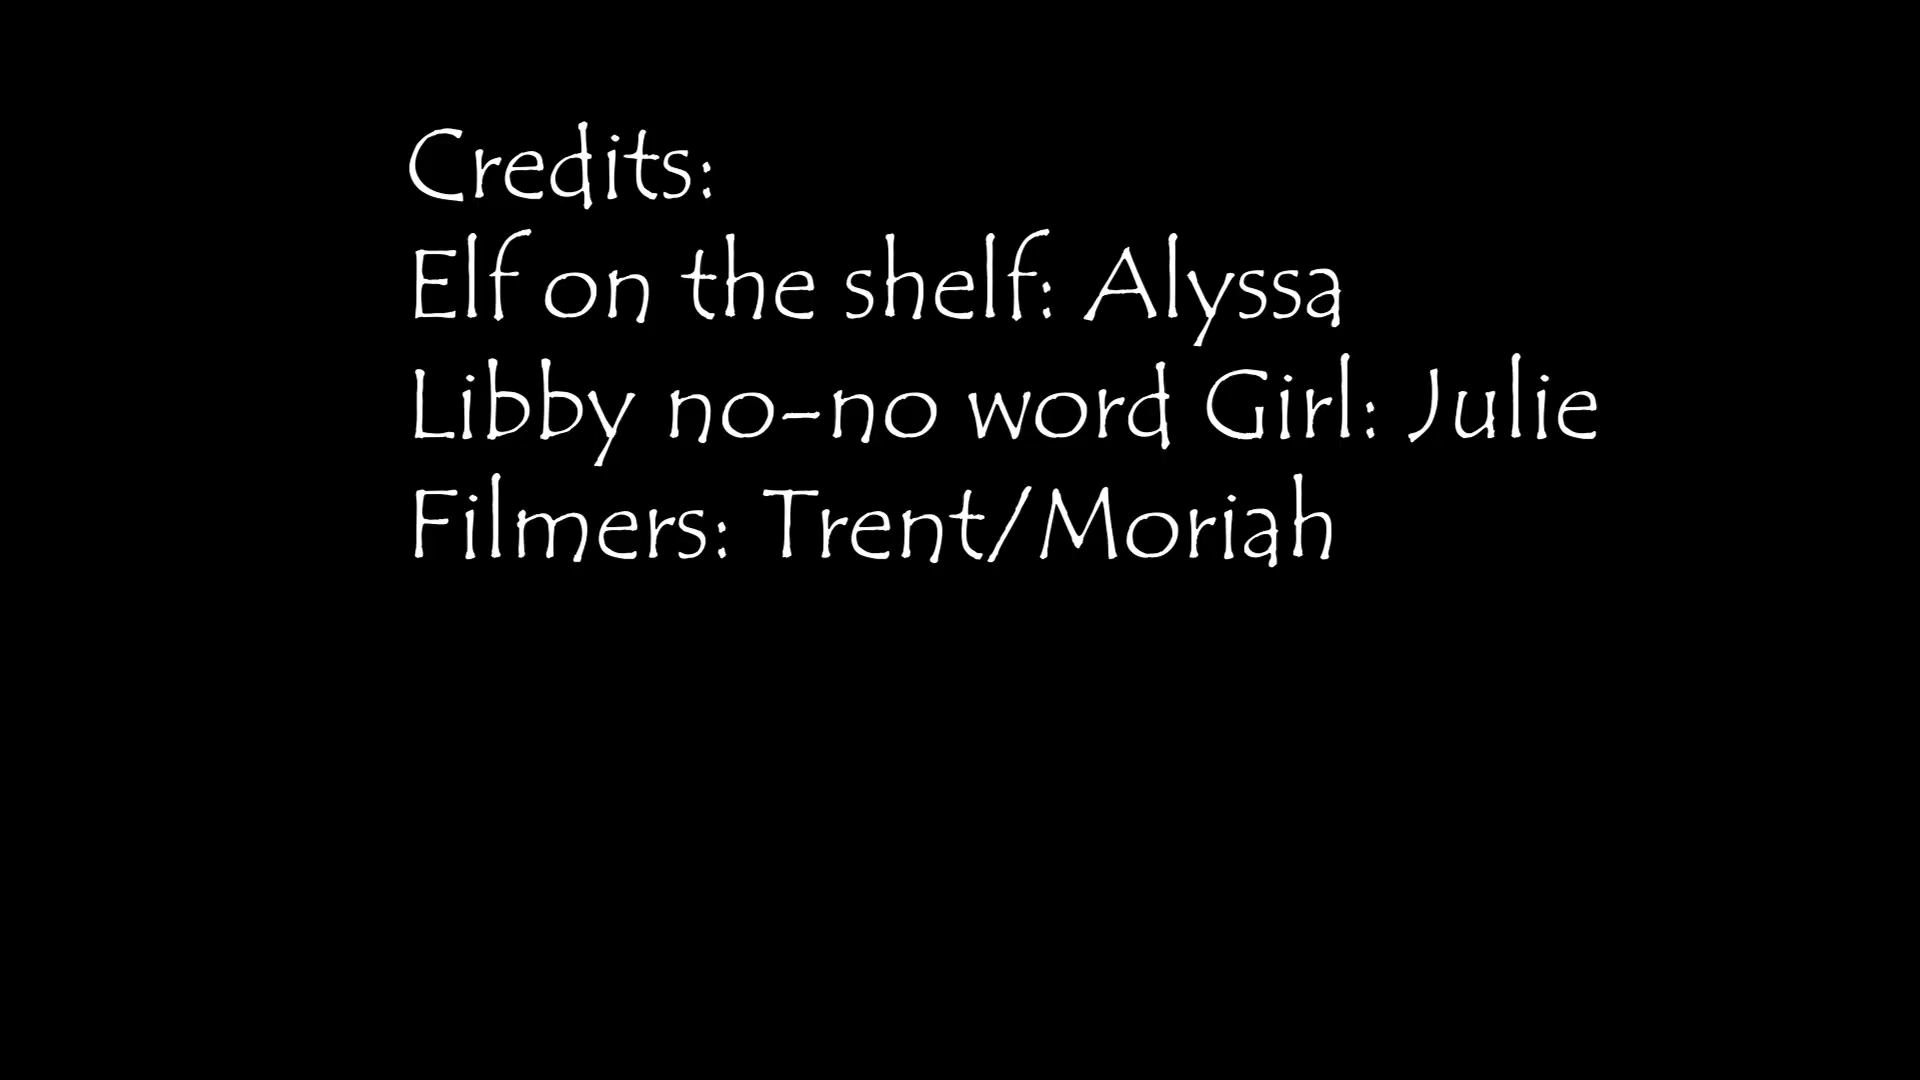 Credits:
Elf on the shelf: Alyssa
Libby no-no word Girl: Julie
Filmers: Trent/Moriah